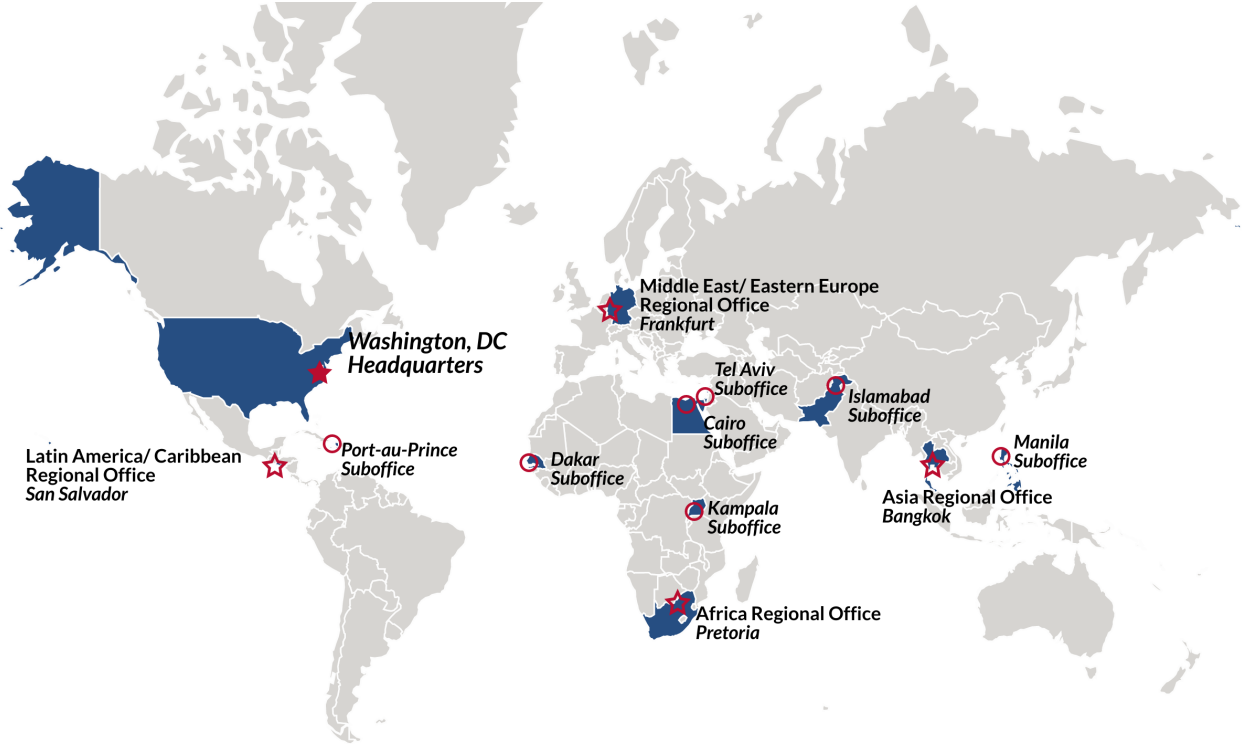 Middle East/ Eastern Europe
Regional Office
Frankfurt
Washington, DC
Headquarters
Tel Aviv
Suboffice
Islamabad
Suboffice
Cairo
Suboffice
Port-au-Prince
Suboffice
Latin America/ Caribbean
Regional Office
San Salvador
Dakar
Suboffice
Manila
Suboffice
Asia Regional Office
Bangkok
Kampala
Suboffice
Africa Regional Office
Pretoria